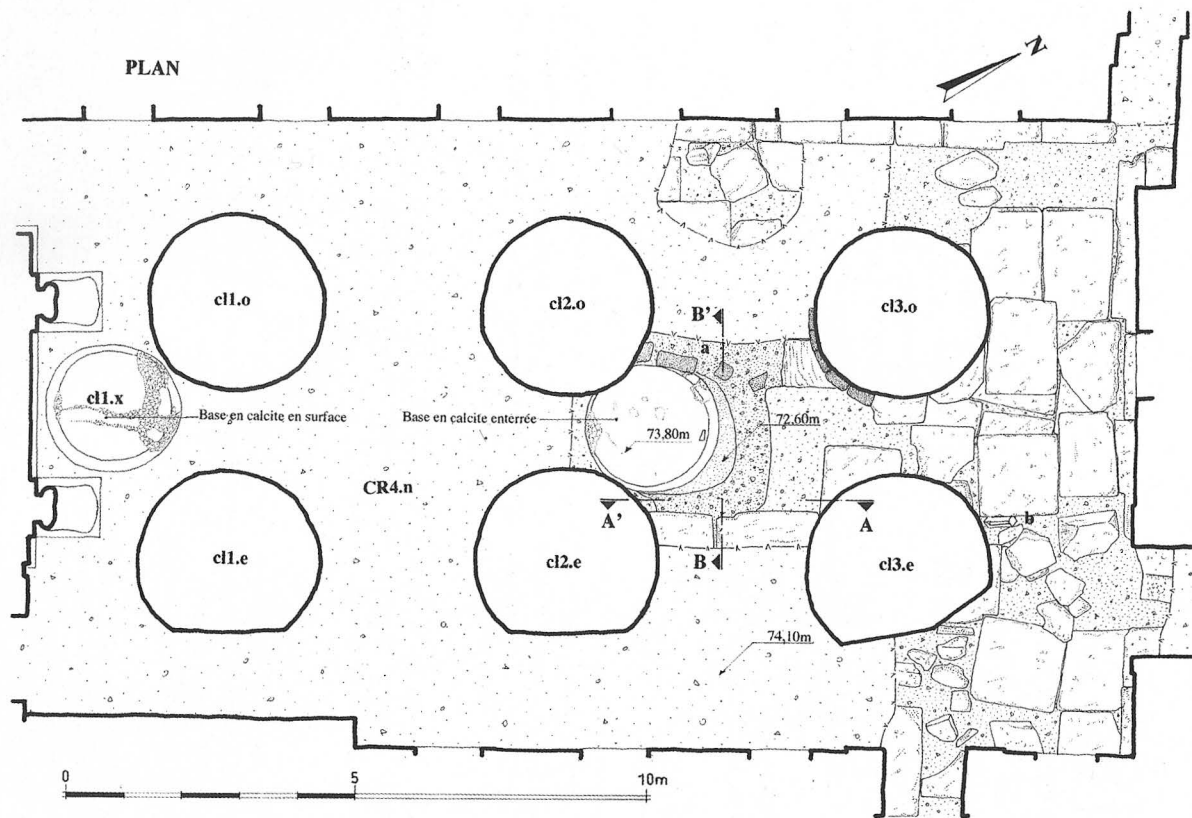 PLAN
N
cl1.o
cl2.o
cl3.o
B'
a
cl1.x
Base en calcite en surface
Base en calcite enterrée
73,80m
72,60m
CR4.n
A'
A
b
cl1.e
cl2.e
B
cl3.e
74,10m
0
5
10m